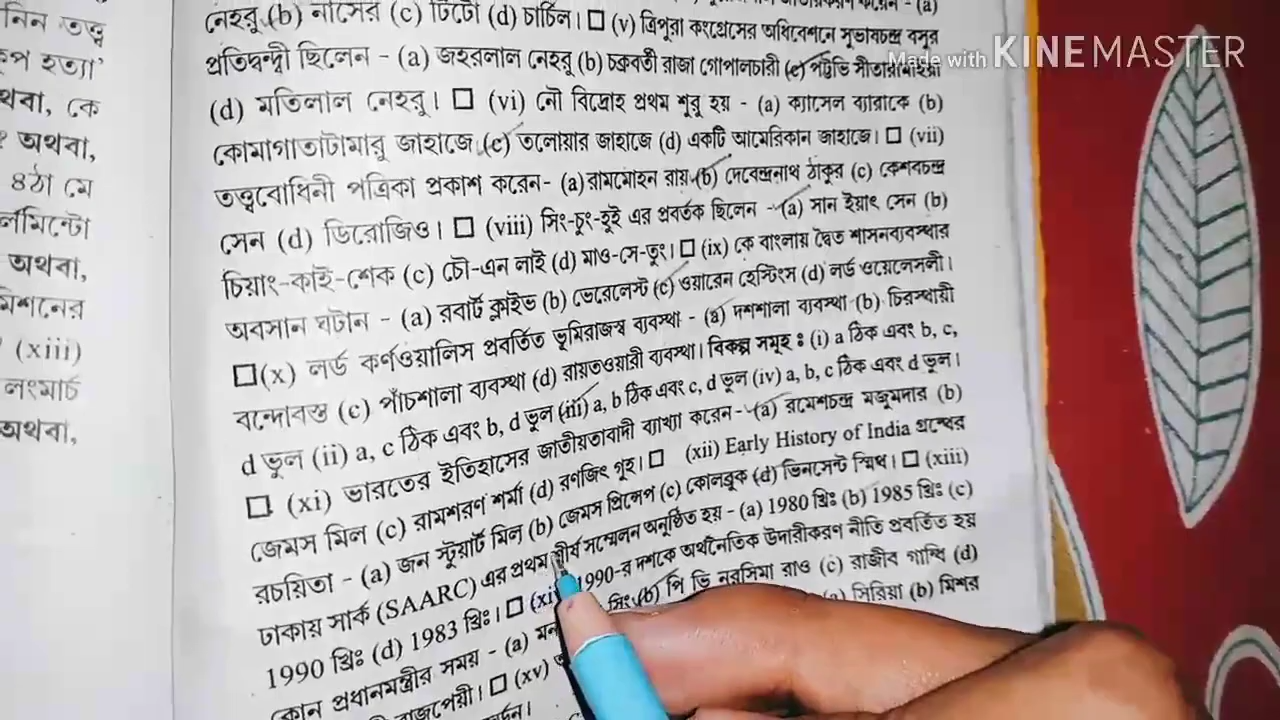 নিন তত্ত্ব
হত্যা'
থবা, কে
? অথবা,
৪ঠা মে
র্লমিন্টো
অথবা,
মিশনের
(xiii)
লংমার্চ
অথবা,
নেহরু (b) নাসের (c) টিটো (d) চার্চিল। □ (v) ত্রিপুরা কংগ্রেসের অধিবেশনে সুভাষচন্দ্র বসুর
প্রতিদ্বন্দ্বী ছিলেন - (a) জহরলাল নেহরু (b) চক্রবর্তী রাজা গোপালচারী (c) পট্টভি সীতারামাইয়া
(d) মতিলাল নেহরু। □ (vi) নৌ বিদ্রোহ প্রথম শুরু হয় - (a) ক্যাসেল ব্যারাকে (b)
কোমাগাতাটামারু জাহাজে (c) তলোয়ার জাহাজে (d) একটি আমেরিকান জাহাজে। □ (vii)
তত্ত্ববোধিনী পত্রিকা প্রকাশ করেন- (a) রামমোহন রায় (b) দেবেন্দ্রনাথ ঠাকুর (c) কেশবচন্দ্র
সেন (d) ডিরোজিও। □ (viii) সিং-চুং-হুই এর প্রবর্তক ছিলেন - (a) সান ইয়াৎ সেন (b)
চিয়াং-কাই-শেক (c) চৌ-এন লাই (d) মাও-সে-তুং। □ (ix) কে বাংলায় দ্বৈত শাসনব্যবস্থার
অবসান ঘটান - (a) রবার্ট ক্লাইভ (b) ভেরেলেস্ট (c) ওয়ারেন হেস্টিংস (d) লর্ড ওয়েলেসলী।
□ (x) লর্ড কর্ণওয়ালিস প্রবর্তিত ভূমিরাজস্ব ব্যবস্থা - (a) দশশালা ব্যবস্থা (b) চিরস্থায়ী
বন্দোবস্ত (c) পাঁচশালা ব্যবস্থা (d) রায়তওয়ারী ব্যবস্থা। বিকল্প সমূহ : (i) a ঠিক এবং b, c,
d ভুল (ii) a, c ঠিক এবং b, d ভুল (iii) a, b ঠিক এবং c, d ভুল (iv) a, b, c ঠিক এবং d ভুল।
□ (xi) ভারতের ইতিহাসের জাতীয়তাবাদী ব্যাখ্যা করেন- (a) রমেশচন্দ্র মজুমদার (b)
জেমস মিল (c) রামশরণ শর্মা (d) রণজিৎ গূহ। □ (xii) Early History of India গ্রন্থের
রচয়িতা - (a) জন স্টুয়ার্ট মিল (b) জেমস প্রিন্সেপ (c) কোলব্রুক (d) ভিনসেন্ট স্মিথ। □ (xiii)
ঢাকায় সার্ক (SAARC) এর প্রথম শীর্ষ সম্মেলন অনুষ্ঠিত হয় - (a) 1980 খ্রিঃ (b) 1985 খ্রিঃ (c)
1990 খ্রিঃ (d) 1983 খ্রিঃ। □ 1990-র দশকে অর্থনৈতিক উদারীকরণ নীতি প্রবর্তিত হয়
কোন প্রধানমন্ত্রীর সময় - (a) সিং (b) পি ভি নরসিমা রাও (c) রাজীব গান্ধি (d)
□ (xv) (a) সিরিয়া (b) মিশর
Made with KINEMASTER